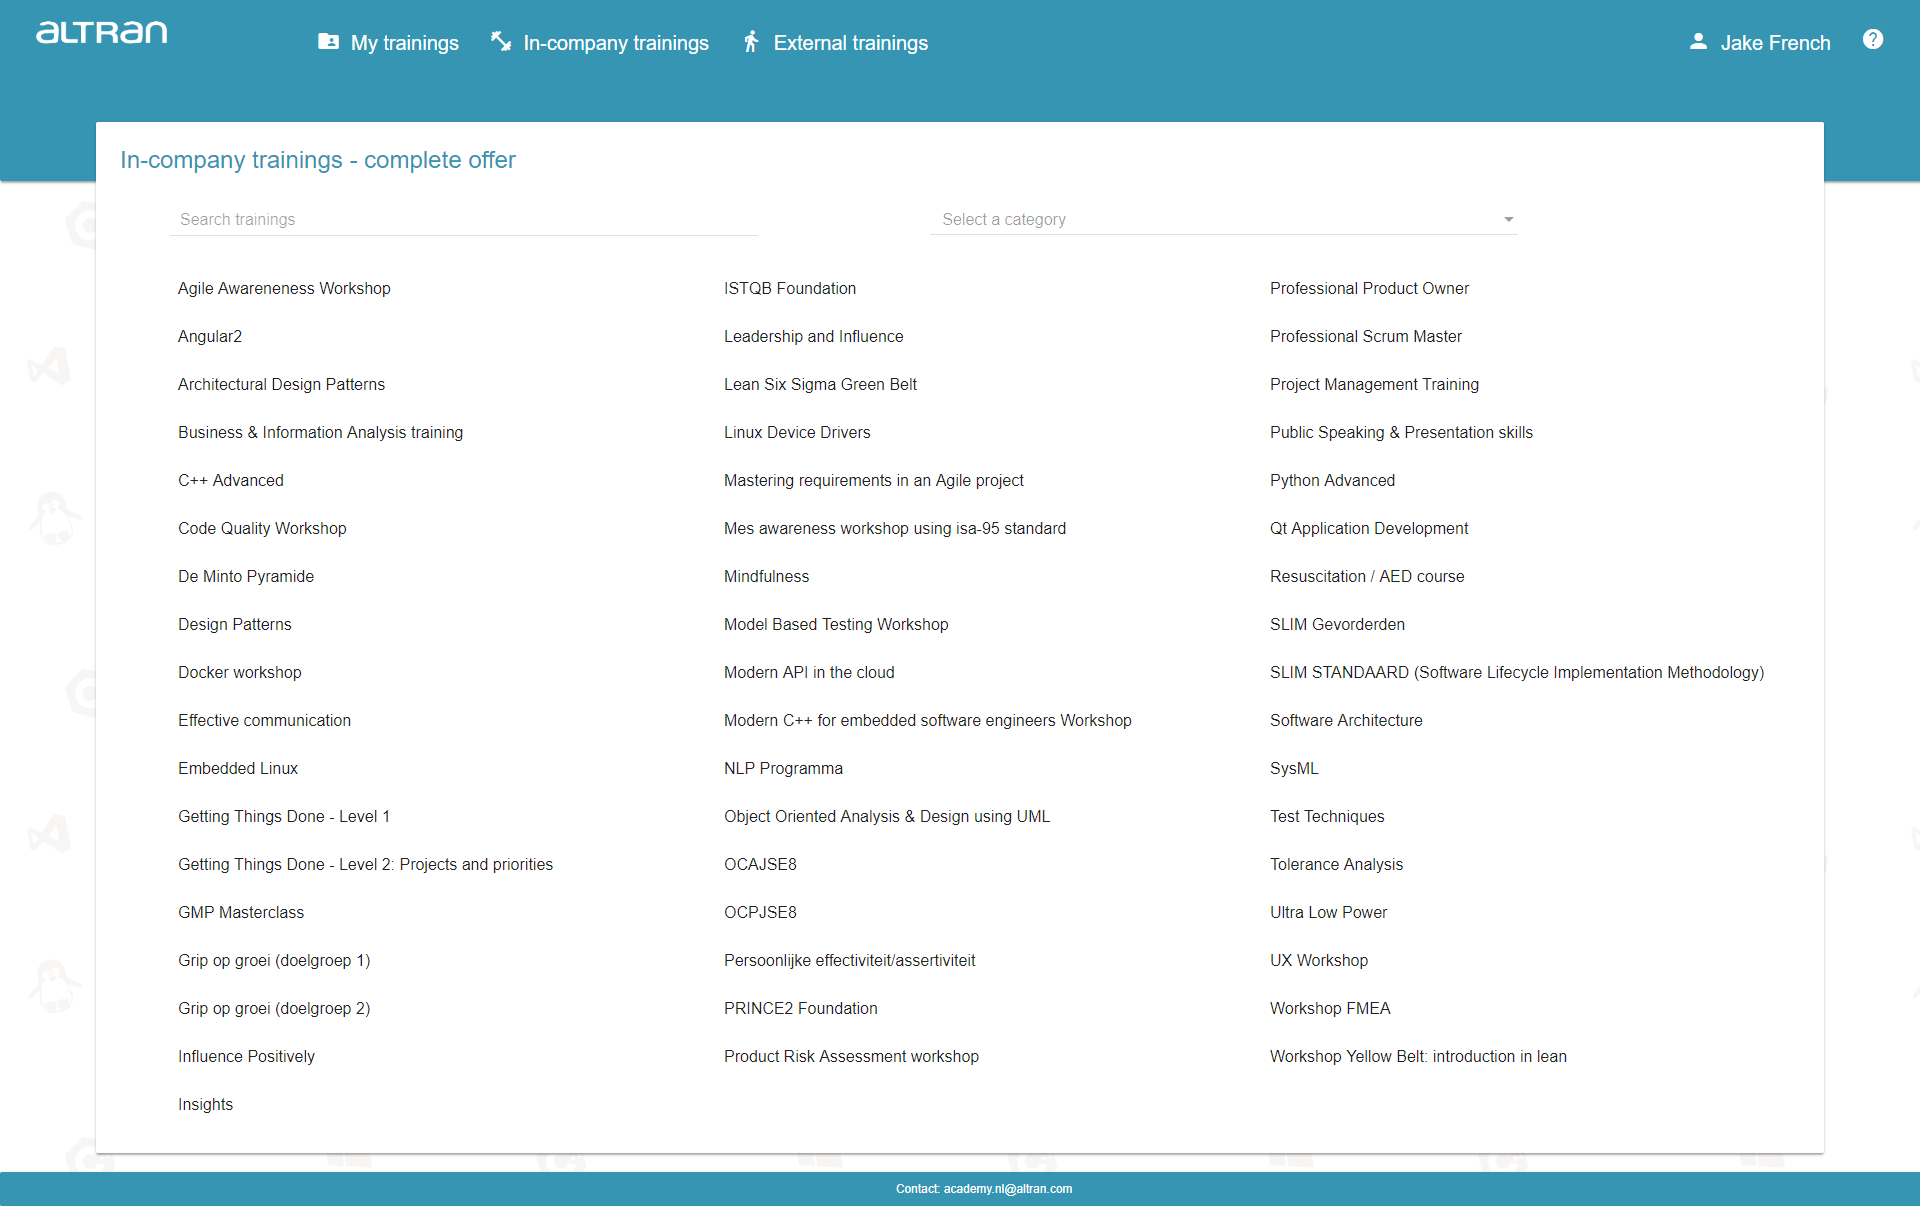 ALTRAN
My trainings
In-company trainings
External trainings
Jake French
In-company trainings - complete offer
Search trainings
Select a category
Agile Awareneness Workshop
Angular2
Architectural Design Patterns
Business & Information Analysis training
C++ Advanced
Code Quality Workshop
De Minto Pyramide
Design Patterns
Docker workshop
Effective communication
Embedded Linux
Getting Things Done - Level 1
Getting Things Done - Level 2: Projects and priorities
GMP Masterclass
Grip op groei (doelgroep 1)
Grip op groei (doelgroep 2)
Influence Positively
Insights
ISTQB Foundation
Leadership and Influence
Lean Six Sigma Green Belt
Linux Device Drivers
Mastering requirements in an Agile project
Mes awareness workshop using isa-95 standard
Mindfulness
Model Based Testing Workshop
Modern API in the cloud
Modern C++ for embedded software engineers Workshop
NLP Programma
Object Oriented Analysis & Design using UML
OCAJSE8
OCPJSE8
Persoonlijke effectiviteit/assertiviteit
PRINCE2 Foundation
Product Risk Assessment workshop
Professional Product Owner
Professional Scrum Master
Project Management Training
Public Speaking & Presentation skills
Python Advanced
Qt Application Development
Resuscitation / AED course
SLIM Gevorderden
SLIM STANDAARD (Software Lifecycle Implementation Methodology)
Software Architecture
SysML
Test Techniques
Tolerance Analysis
Ultra Low Power
UX Workshop
Workshop FMEA
Workshop Yellow Belt: introduction in lean
Contact: academy.nl@altran.com